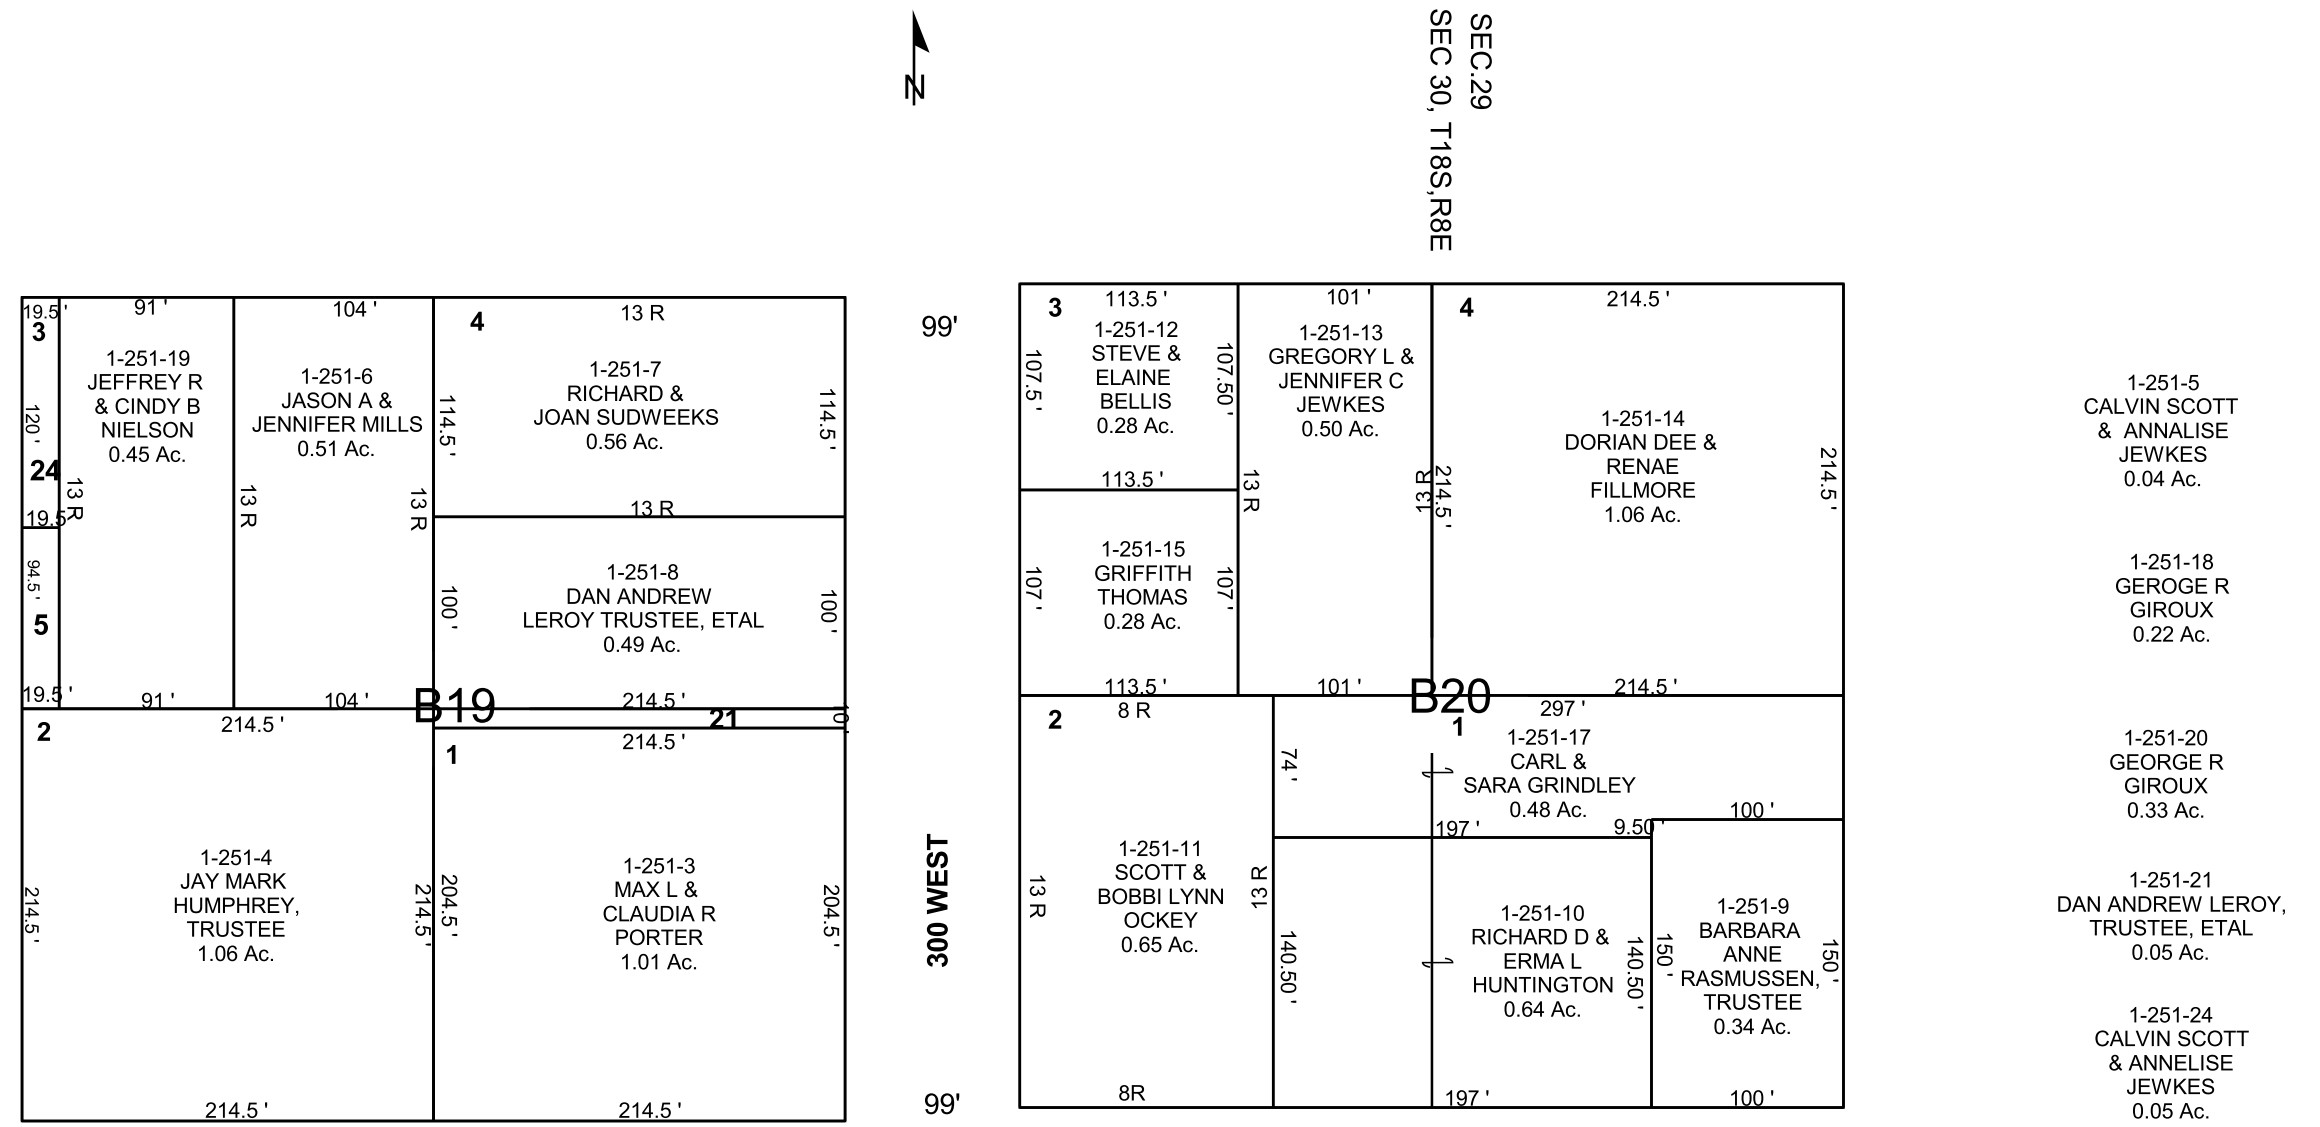 N
SEC.29
SEC 30, T18S,R8E
19.5 '
91 '
104 '
4
13 R
3
1-251-19
JEFFREY R
& CINDY B
NIELSON
0.45 Ac.
1-251-6
JASON A &
JENNIFER MILLS
0.51 Ac.
1-251-7
RICHARD &
JOAN SUDWEEKS
0.56 Ac.
114.5 '
114.5 '
120 '
24
13 R
13 R
13 R
19.5 '
13 R
94.5 '
5
1-251-8
DAN ANDREW
LEROY TRUSTEE, ETAL
0.49 Ac.
100 '
100 '
19.5 '
91 '
104 '
B19
214.5 '
21
10 '
2
214.5 '
214.5 '
1
1-251-4
JAY MARK
HUMPHREY,
TRUSTEE
1.06 Ac.
214.5 '
214.5 '
204.5 '
1-251-3
MAX L &
CLAUDIA R
PORTER
1.01 Ac.
204.5 '
214.5 '
214.5 '
99'
300 WEST
99'
3
113.5 '
101 '
4
214.5 '
1-251-12
STEVE &
ELAINE
BELLIS
0.28 Ac.
107.5 '
107.50 '
113.5 '
1-251-13
GREGORY L &
JENNIFER C
JEWKES
0.50 Ac.
13 R
13 R
214.5 '
1-251-14
DORIAN DEE &
RENAE
FILLMORE
1.06 Ac.
214.5 '
1-251-15
GRIFFITH
THOMAS
0.28 Ac.
107 '
107 '
113.5 '
101 '
B20
214.5 '
2
8 R
1
297 '
74 '
1-251-17
CARL &
SARA GRINDLEY
0.48 Ac.
197 '
9.50 '
100 '
1-251-11
SCOTT &
BOBBI LYNN
OCKEY
0.65 Ac.
13 R
13 R
140.50 '
1-251-10
RICHARD D &
ERMA L
HUNTINGTON
0.64 Ac.
140.50 '
150 '
1-251-9
BARBARA
ANNE
RASMUSSEN,
TRUSTEE
0.34 Ac.
150 '
8R
197 '
100 '
1-251-5
CALVIN SCOTT
& ANNALISE
JEWKES
0.04 Ac.
1-251-18
GEROGE R
GIROUX
0.22 Ac.
1-251-20
GEORGE R
GIROUX
0.33 Ac.
1-251-21
DAN ANDREW LEROY,
TRUSTEE, ETAL
0.05 Ac.
1-251-24
CALVIN SCOTT
& ANNELISE
JEWKES
0.05 Ac.